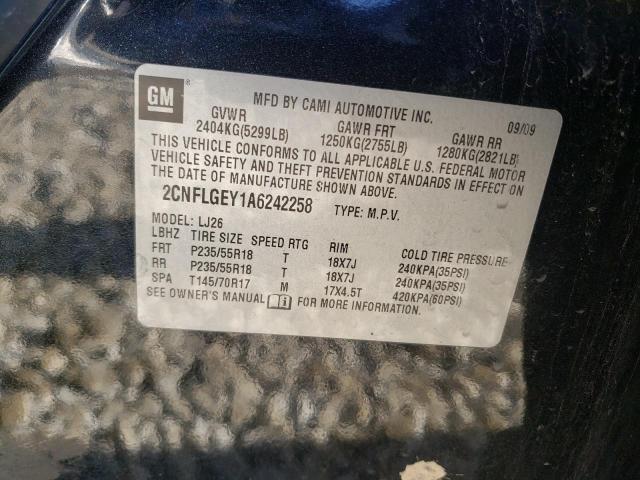 GM ®
MFD BY CAMI AUTOMOTIVE INC. 09/09
GVWR GAWR FRT GAWR RR
2404KG(5299LB) 1250KG(2755LB) 1280KG(2821LB)
THIS VEHICLE CONFORMS TO ALL APPLICABLE U.S. FEDERAL MOTOR
VEHICLE SAFETY AND THEFT PREVENTION STANDARDS IN EFFECT ON
THE DATE OF MANUFACTURE SHOWN ABOVE.
2CNFLGEY1A6242258 TYPE: M.P.V.
MODEL: LJ26
LBHZ TIRE SIZE SPEED RTG RIM COLD TIRE PRESSURE
FRT P235/55R18 T 18X7J 240KPA(35PSI)
RR P235/55R18 T 18X7J 240KPA(35PSI)
SPA T145/70R17 M 17X4.5T 420KPA(60PSI)
SEE OWNER'S MANUAL FOR MORE INFORMATION.